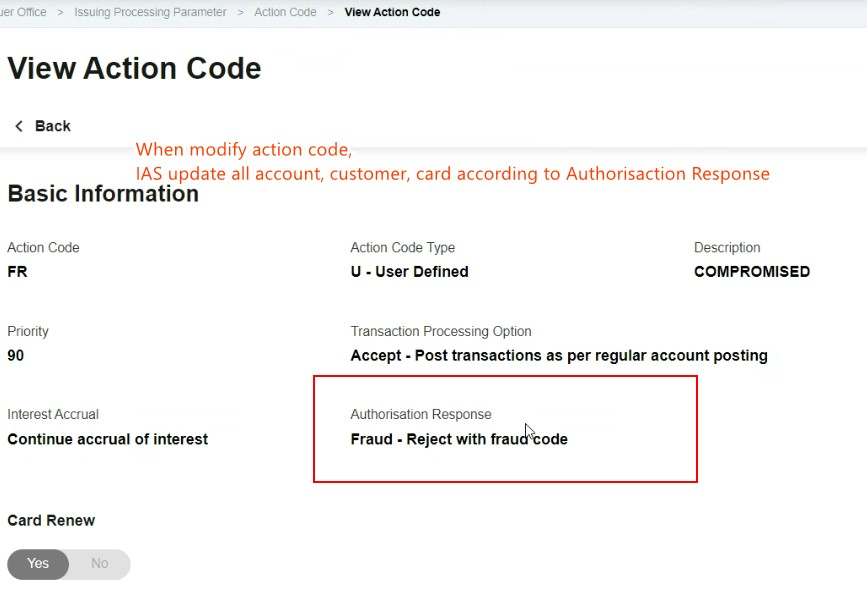 uer Office > Issuing Processing Parameter > Action Code > View Action Code
View Action Code
< Back
When modify action code,
IAS update all account, customer, card according to Authorisaction Response
Basic Information
Action Code Action Code Type Description
FR U - User Defined COMPROMISED
Priority Transaction Processing Option
90 Accept - Post transactions as per regular account posting
Interest Accrual Authorisation Response
Continue accrual of interest Fraud - Reject with fraud code
Card Renew
Yes No